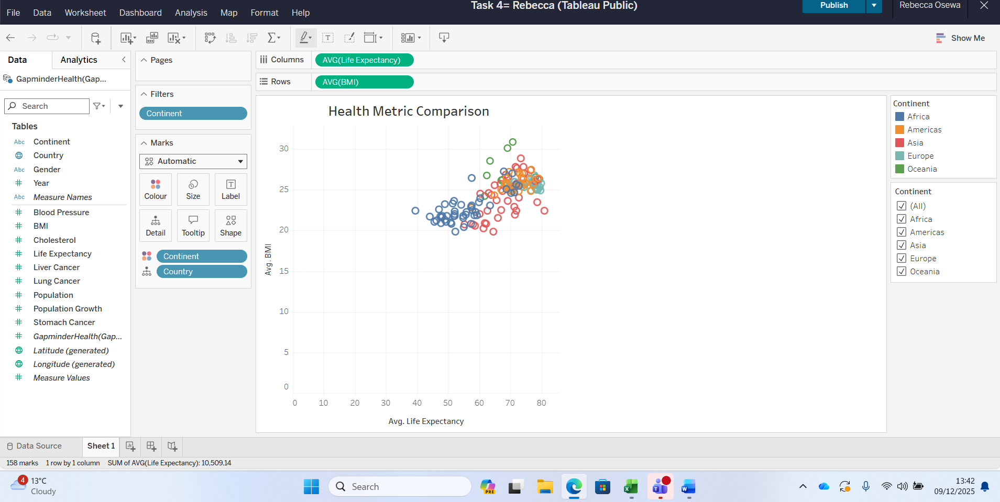 Task 4= Rebecca (Tableau Public)
Publish
Rebecca Osewa
File Data Worksheet Dashboard Analysis Map Format Help
Show Me
Data Analytics
GapminderHealth(Gap...
Search
Tables
Abc Continent
Country
Abc Gender
Year
Abc Measure Names
Blood Pressure
BMI
Cholesterol
Life Expectancy
Liver Cancer
Lung Cancer
Population
Population Growth
Stomach Cancer
GapminderHealth(Gap...
Latitude (generated)
Longitude (generated)
Measure Values
Pages
Filters
Continent
Marks
Automatic
Colour Size Label
Detail Tooltip Shape
Continent
Country
Columns AVG(Life Expectancy)
Rows AVG(BMI)
Health Metric Comparison
30
25
20
15
10
5
0
Avg. BMI
0 10 20 30 40 50 60 70 80
Avg. Life Expectancy
Continent
Africa
Americas
Asia
Europe
Oceania
Continent
(All)
Africa
Americas
Asia
Europe
Oceania
Data Source Sheet 1
158 marks 1 row by 1 column SUM of AVG(Life Expectancy): 10,509.14
4
13°C
Cloudy
Search
PRE
X
T
W
13:42
09/12/2025